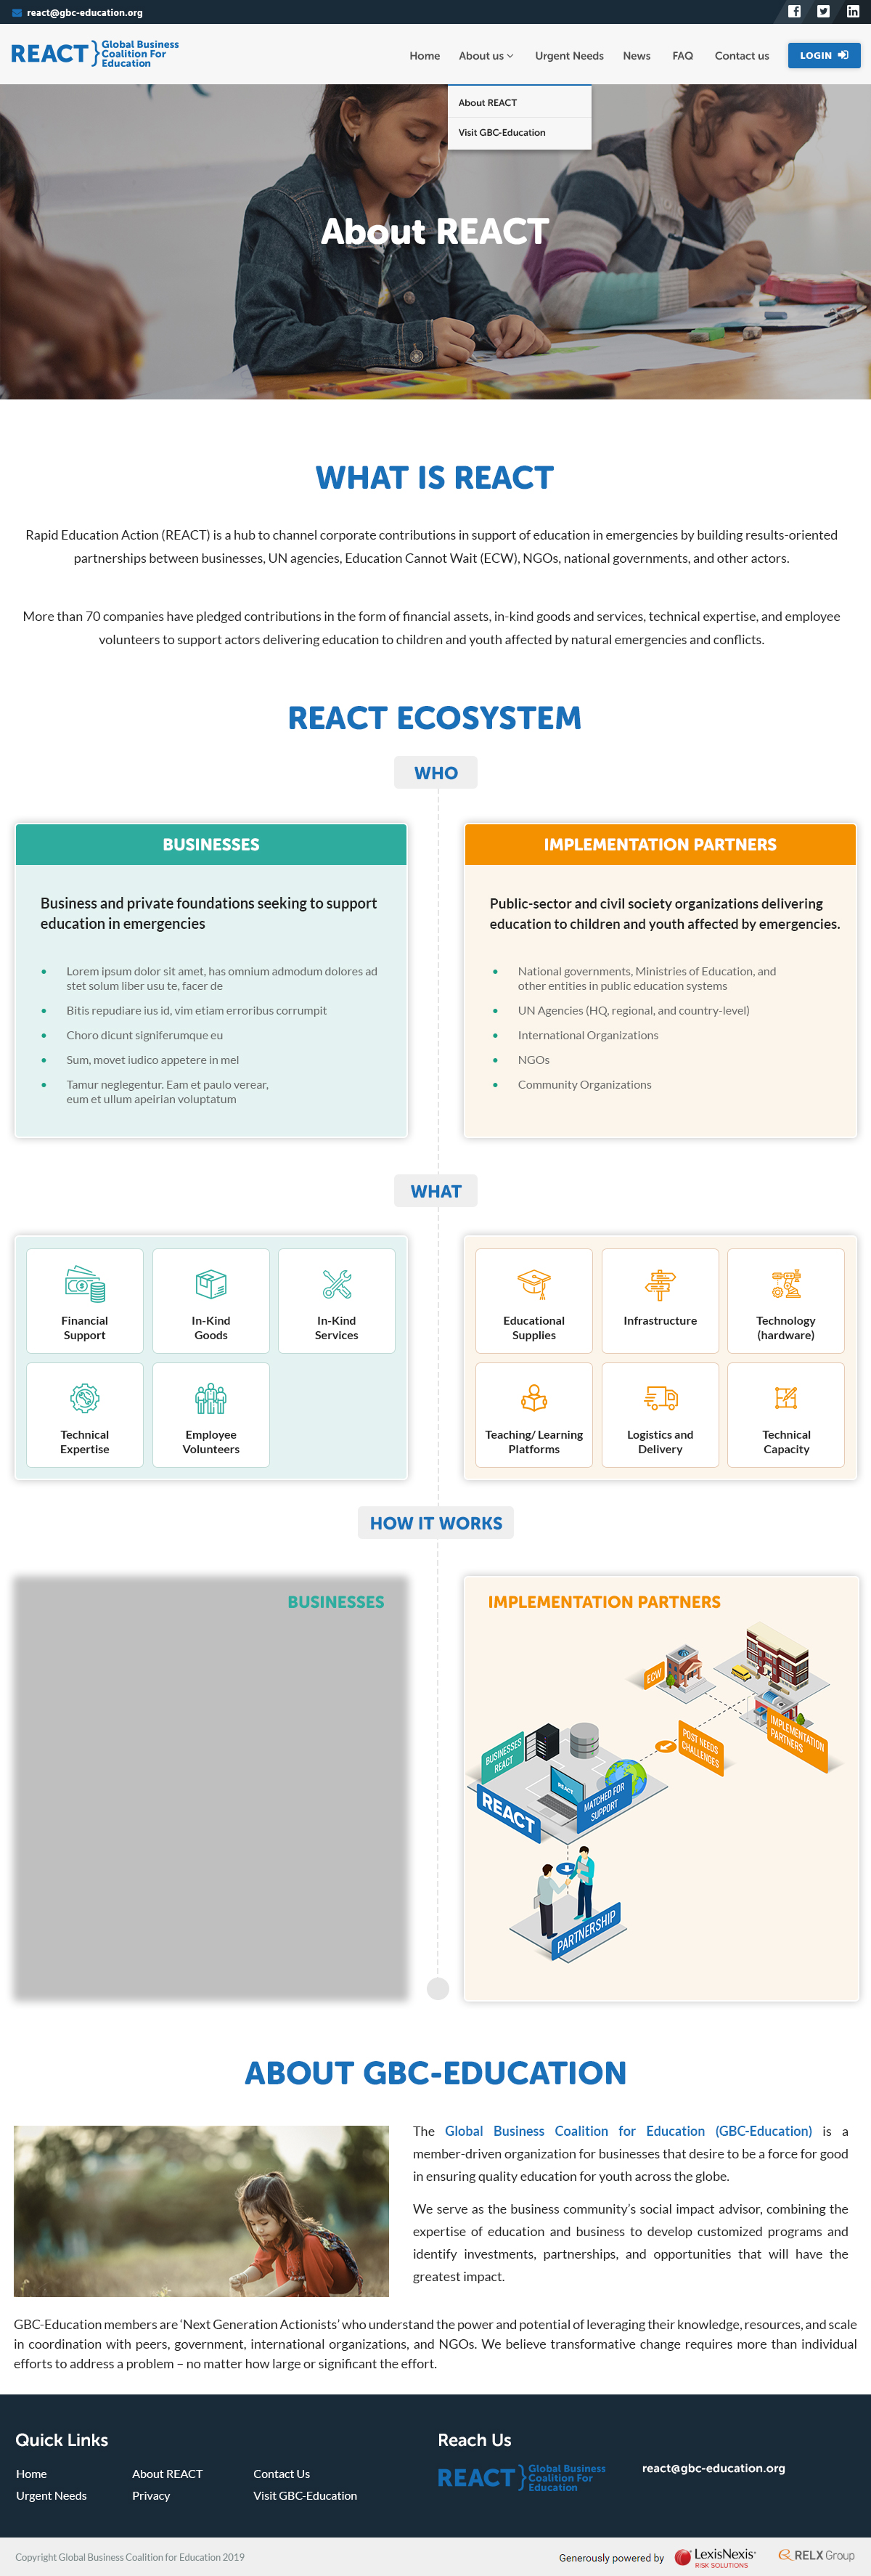 react@gbc-education.org
REACT Global Business
Coalition For
Education
Home About us Urgent Needs News FAQ Contact us LOGIN
About REACT
Visit GBC-Education
About REACT
WHAT IS REACT
Rapid Education Action (REACT) is a hub to channel corporate contributions in support of education in emergencies by building results-oriented
partnerships between businesses, UN agencies, Education Cannot Wait (ECW), NGOs, national governments, and other actors.
More than 70 companies have pledged contributions in the form of financial assets, in-kind goods and services, technical expertise, and employee
volunteers to support actors delivering education to children and youth affected by natural emergencies and conflicts.
REACT ECOSYSTEM
WHO
BUSINESSES
Business and private foundations seeking to support
education in emergencies
• Lorem ipsum dolor sit amet, has omnium admodum dolores ad
stet solum liber usu te, facer de
• Bitis repudiare ius id, vim etiam erroribus corrumpit
• Choro dicunt signiferumque eu
• Sum, movet iudico appetere in mel
• Tamur neglegentur. Eam et paulo verear,
eum et ullum apeirian voluptatum
IMPLEMENTATION PARTNERS
Public-sector and civil society organizations delivering
education to children and youth affected by emergencies.
• National governments, Ministries of Education, and
other entities in public education systems
• UN Agencies (HQ, regional, and country-level)
• International Organizations
• NGOs
• Community Organizations
WHAT
Financial
Support
In-Kind
Goods
In-Kind
Services
Technical
Expertise
Employee
Volunteers
Educational
Supplies
Infrastructure
Technology
(hardware)
Teaching/ Learning
Platforms
Logistics and
Delivery
Technical
Capacity
HOW IT WORKS
BUSINESSES
IMPLEMENTATION PARTNERS
ECW
IMPLEMENTATION
PARTNERS
POST NEEDS
CHALLENGES
BUSINESSES
REACT
REACT
MATCHED FOR
SUPPORT
REACT
PARTNERSHIP
ABOUT GBC-EDUCATION
The Global Business Coalition for Education (GBC-Education) is a
member-driven organization for businesses that desire to be a force for good
in ensuring quality education for youth across the globe.
We serve as the business community’s social impact advisor, combining the
expertise of education and business to develop customized programs and
identify investments, partnerships, and opportunities that will have the
greatest impact.
GBC-Education members are ‘Next Generation Actionists’ who understand the power and potential of leveraging their knowledge, resources, and scale
in coordination with peers, government, international organizations, and NGOs. We believe transformative change requires more than individual
efforts to address a problem – no matter how large or significant the effort.
Quick Links
Home About REACT Contact Us
Urgent Needs Privacy Visit GBC-Education
Reach Us
REACT Global Business
Coalition For
Education
react@gbc-education.org
Copyright Global Business Coalition for Education 2019
Generously powered by LexisNexis
RISK SOLUTIONS
RELX Group